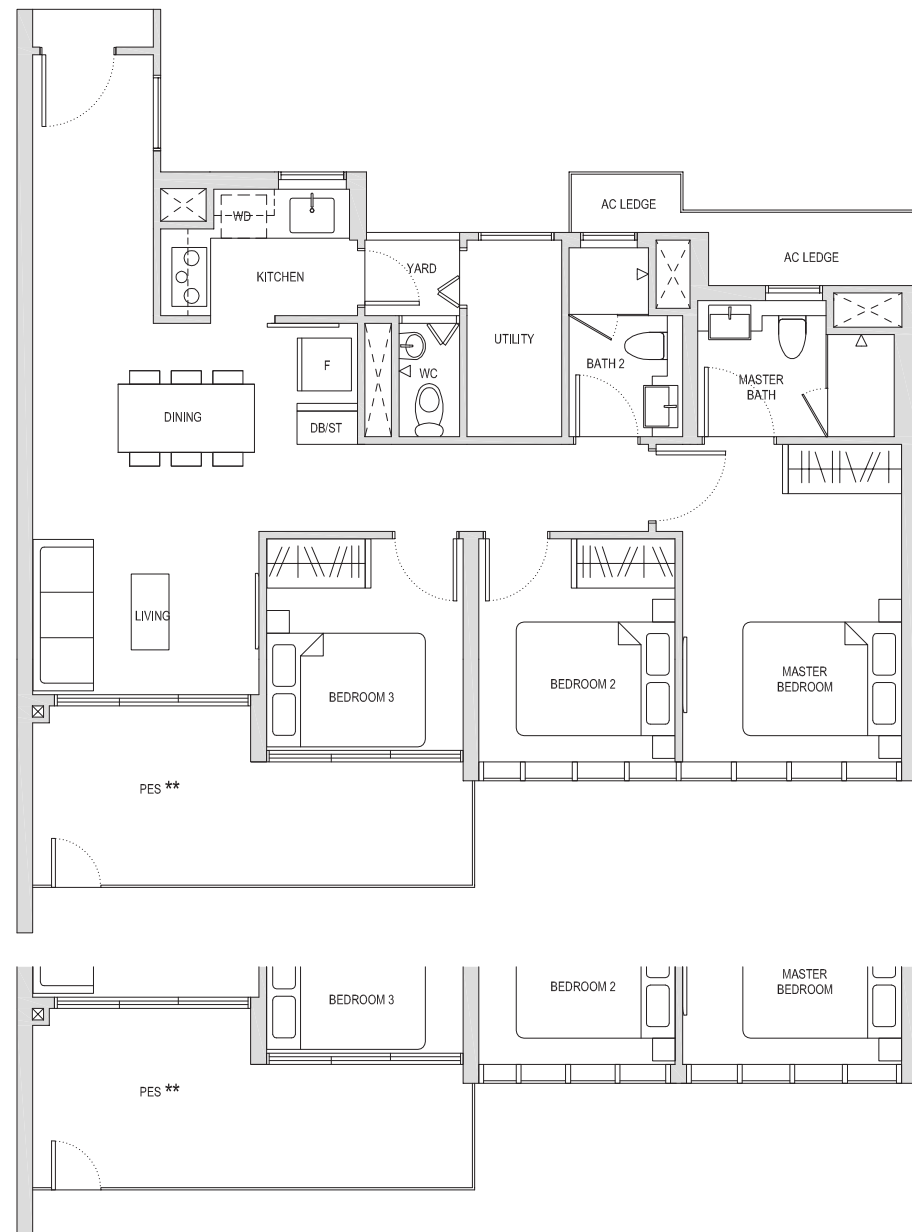 AC LEDGE
WD
AC LEDGE
KITCHEN
YARD
UTILITY
F
BATH 2
WC
MASTER
BATH
DINING
DB/ST
LIVING
BEDROOM 3
BEDROOM 2
MASTER
BEDROOM
PES **
BEDROOM 3
BEDROOM 2
MASTER
BEDROOM
PES **